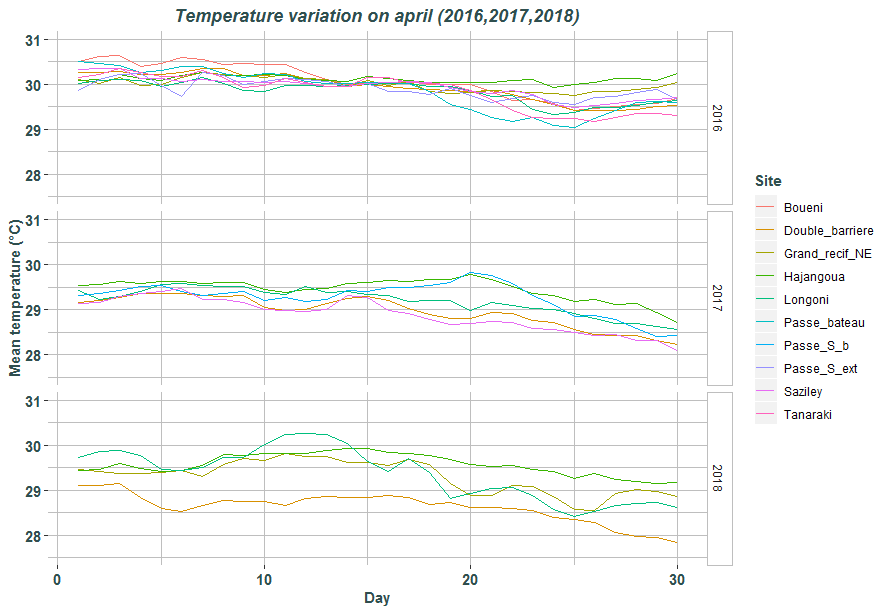 Temperature variation on april (2016,2017,2018)
Mean temperature (°C)
31
30
29
28
2016
31
30
29
28
2017
31
30
29
28
2018
0
10
20
30
Day
Site
Boueni
Double_barriere
Grand_recif_NE
Hajangoua
Longoni
Passe_bateau
Passe_S_b
Passe_S_ext
Saziley
Tanaraki